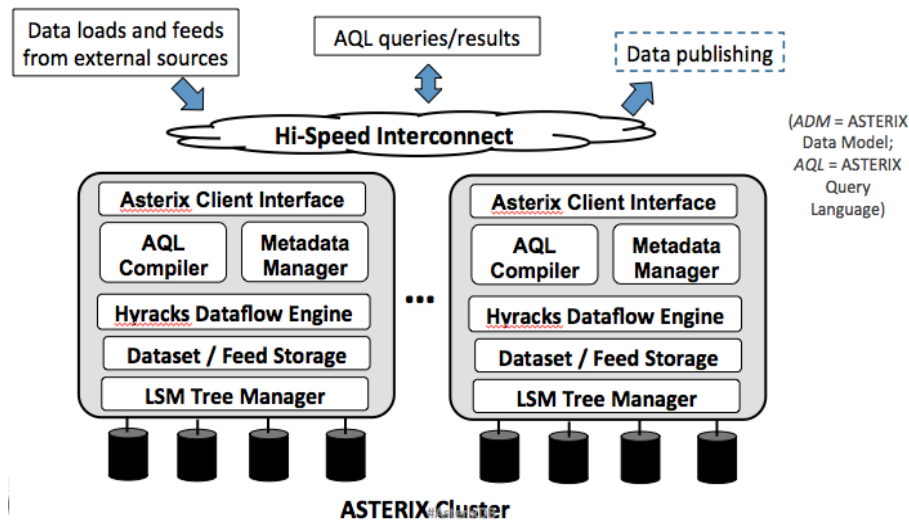 Data loads and feeds
from external sources
AQL queries/results
Data publishing
Hi-Speed Interconnect
(ADM = ASTERIX
Data Model;
AQL = ASTERIX
Query
Language)
Asterix Client Interface
AQL
Compiler
Metadata
Manager
Hyracks Dataflow Engine
Dataset / Feed Storage
LSM Tree Manager
...
Asterix Client Interface
AQL
Compiler
Metadata
Manager
Hyracks Dataflow Engine
Dataset / Feed Storage
LSM Tree Manager
ASTERIX Cluster